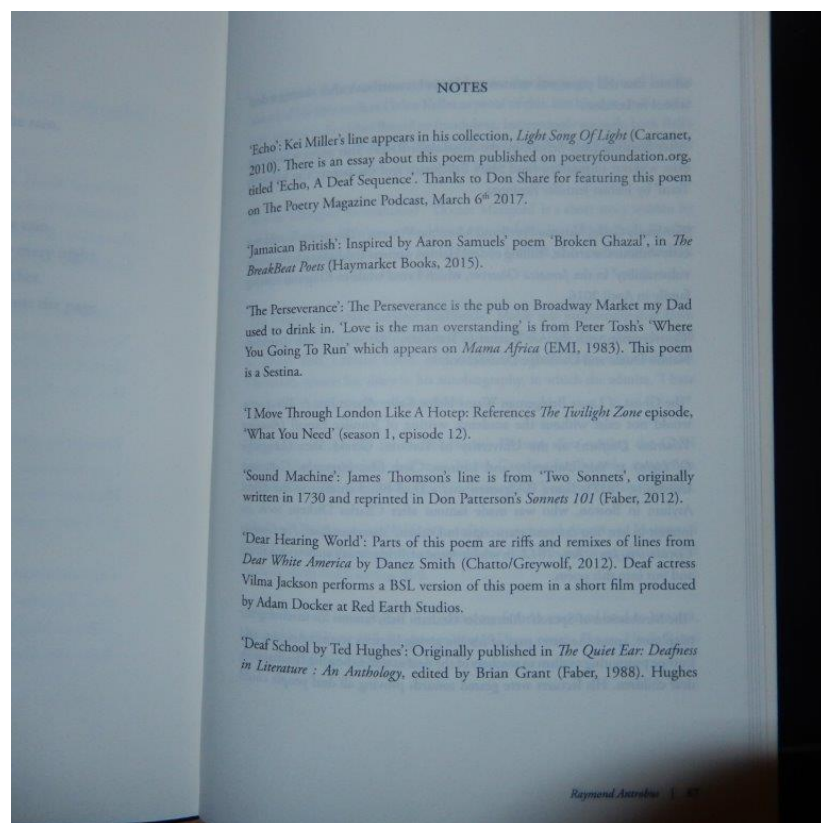 NOTES
'Echo': Kei Miller's line appears in his collection, Light Song Of Light (Carcanet,
2010). There is an essay about this poem published on poetryfoundation.org,
titled 'Echo, A Deaf Sequence'. Thanks to Don Share for featuring this poem
on The Poetry Magazine Podcast, March 6th 2017.
'Jamaican British': Inspired by Aaron Samuels' poem 'Broken Ghazal', in The
BreakBeat Poets (Haymarket Books, 2015).
'The Perseverance': The Perseverance is the pub on Broadway Market my Dad
used to drink in. 'Love is the man overstanding' is from Peter Tosh's 'Where
You Going To Run' which appears on Mama Africa (EMI, 1983). This poem
is a Sestina.
'I Move Through London Like A Hotep: References The Twilight Zone episode,
'What You Need' (season 1, episode 12).
'Sound Machine': James Thomson's line is from 'Two Sonnets', originally
written in 1730 and reprinted in Don Patterson's Sonnets 101 (Faber, 2012).
'Dear Hearing World': Parts of this poem are riffs and remixes of lines from
Dear White America by Danez Smith (Chatto/Greywolf, 2012). Deaf actress
Vilma Jackson performs a BSL version of this poem in a short film produced
by Adam Docker at Red Earth Studios.
'Deaf School by Ted Hughes': Originally published in The Quiet Ear: Deafness
in Literature : An Anthology, edited by Brian Grant (Faber, 1988). Hughes
Raymond Antrobus |